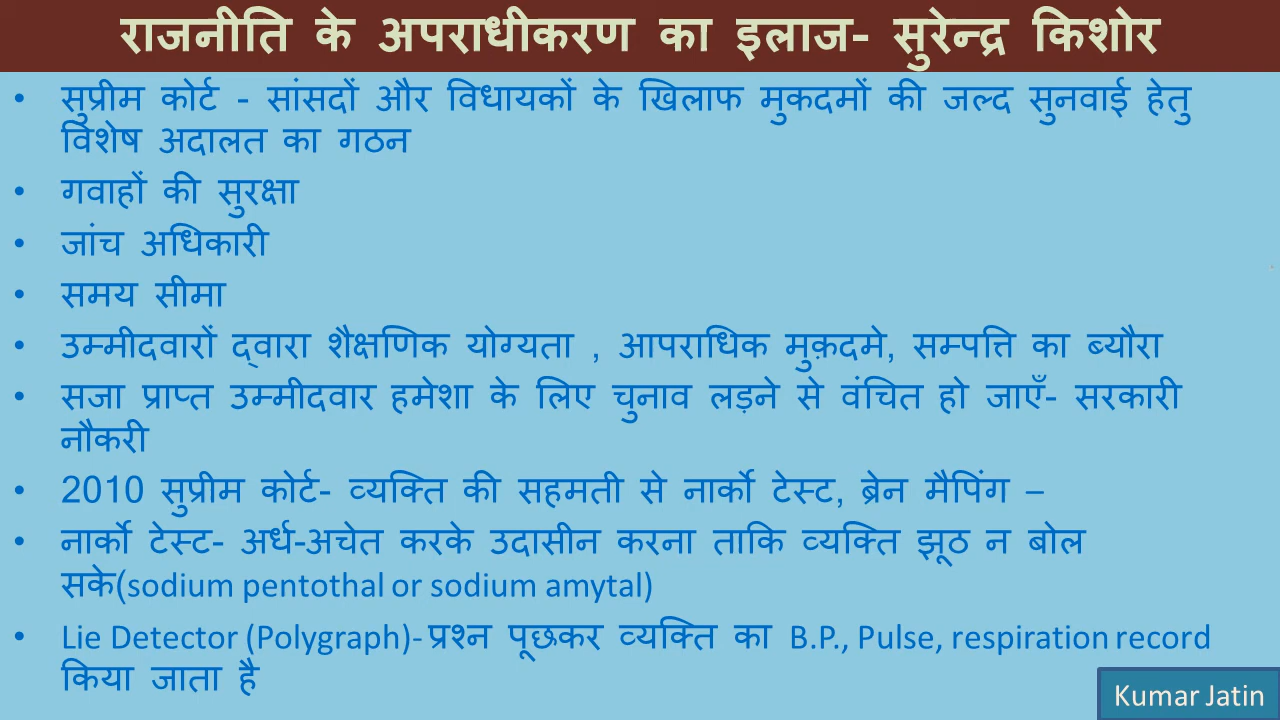 राजनीति के अपराधीकरण का इलाज- सुरेन्द्र किशोर
• सुप्रीम कोर्ट - सांसदों और विधायकों के खिलाफ मुकदमों की जल्द सुनवाई हेतु
विशेष अदालत का गठन
• गवाहों की सुरक्षा
• जांच अधिकारी
• समय सीमा
• उम्मीदवारों द्वारा शैक्षणिक योग्यता , आपराधिक मुक़दमे, सम्पत्ति का ब्यौरा
• सजा प्राप्त उम्मीदवार हमेशा के लिए चुनाव लड़ने से वंचित हो जाएँ- सरकारी
नौकरी
• 2010 सुप्रीम कोर्ट- व्यक्ति की सहमती से नार्को टेस्ट, ब्रेन मैपिंग –
• नार्को टेस्ट- अर्ध-अचेत करके उदासीन करना ताकि व्यक्ति झूठ न बोल
सके(sodium pentothal or sodium amytal)
• Lie Detector (Polygraph)- प्रश्न पूछकर व्यक्ति का B.P., Pulse, respiration record
किया जाता है
Kumar Jatin